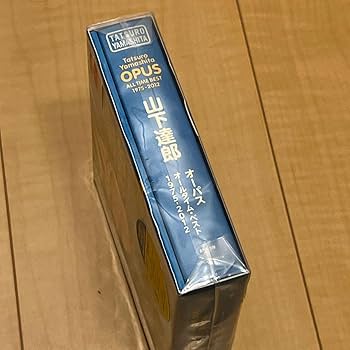 TATSURO
YAMASHITA
Tatsuro
Yamashita
OPUS
ALL TIME BEST
1975-2012
山下達郎
オーパス
オールタイム・ベスト
1975-2012